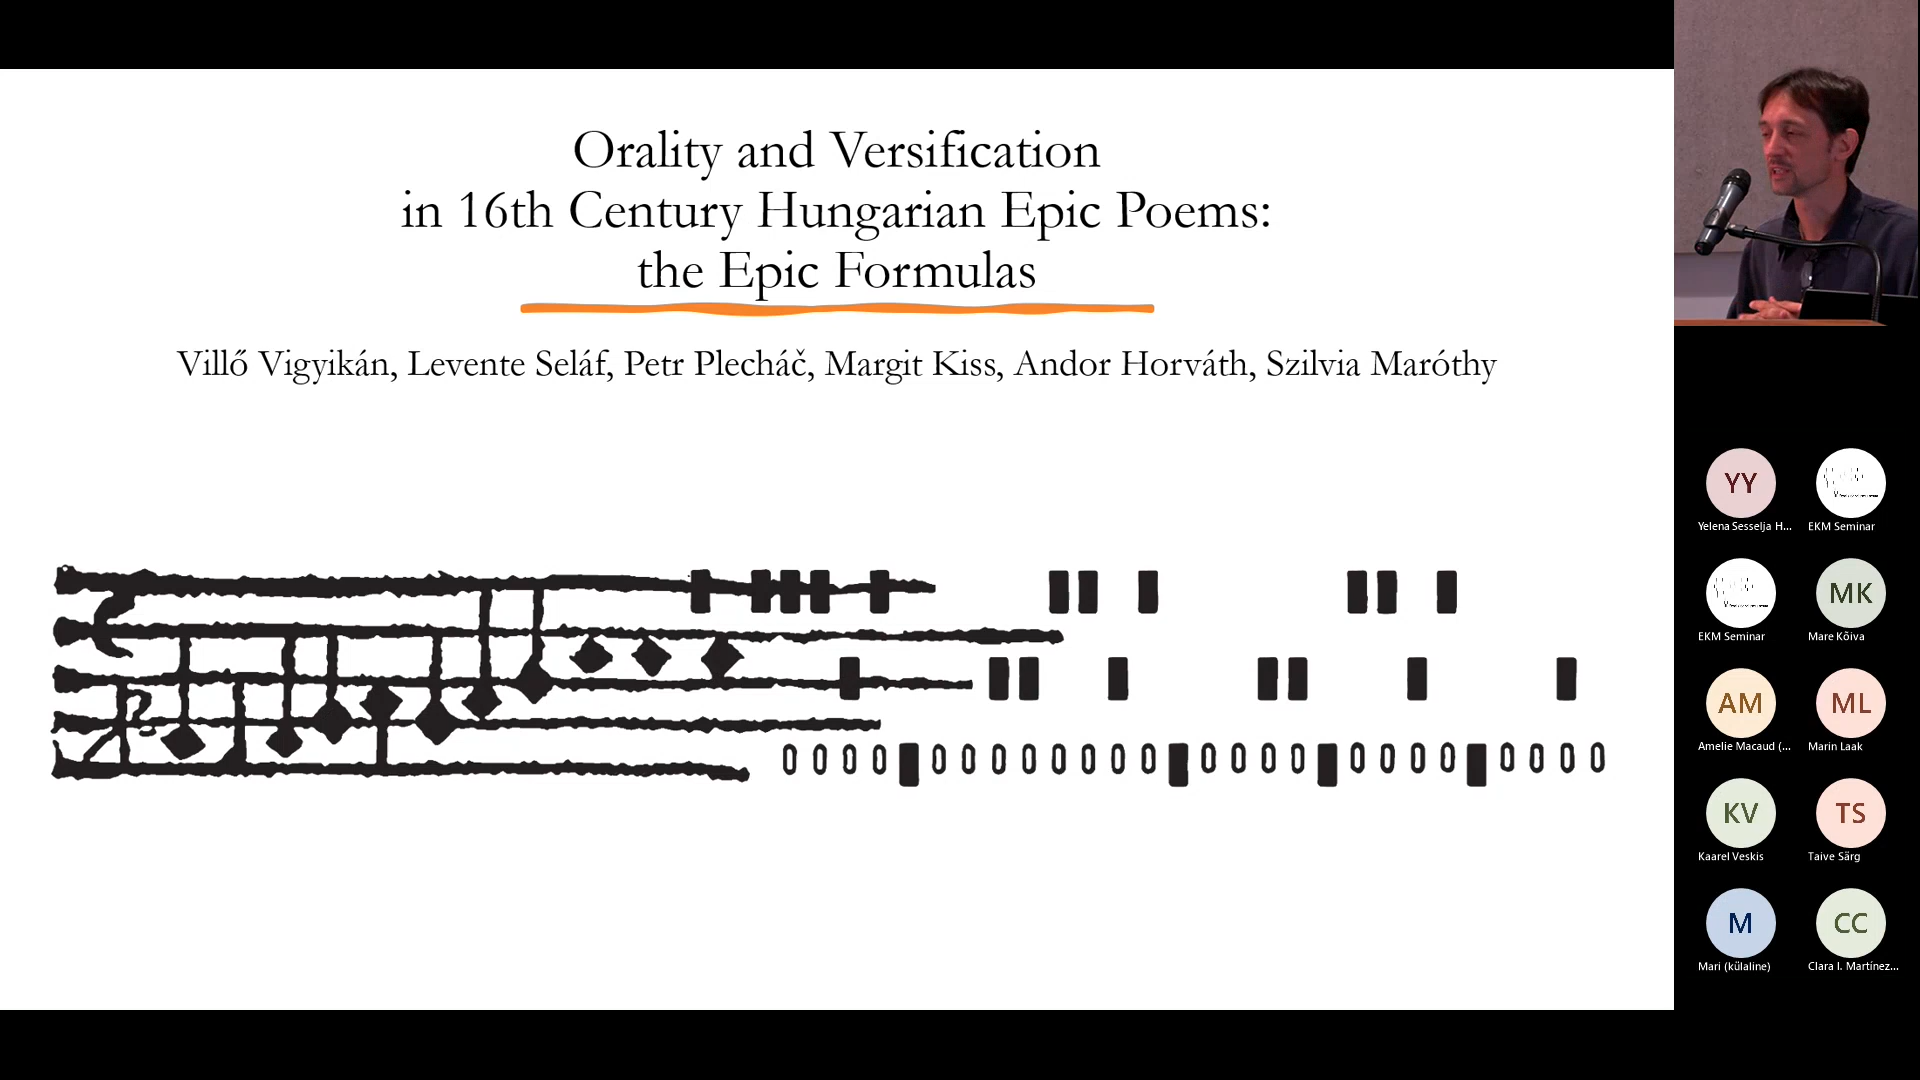 Orality and Versification
in 16th Century Hungarian Epic Poems:
the Epic Formulas
Villő Vigyikán, Levente Seláf, Petr Plecháč, Margit Kiss, Andor Horváth, Szilvia Maróthy
YY
Yelena Sesselja H...
EKM Seminar
EKM Seminar
MK
Mare Kõiva
AM
Amelie Macaud (...
ML
Marin Laak
KV
Kaarel Veskis
TS
Taive Särg
M
Mari (külaline)
CC
Clara I. Martínez...